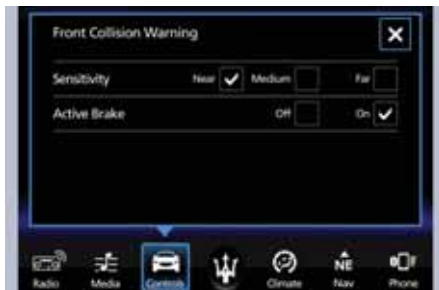 Front Collision Warning
Sensitivity Near Medium Far
Active Brake Off On
Radio Media Controls Climate NE Nav Phone